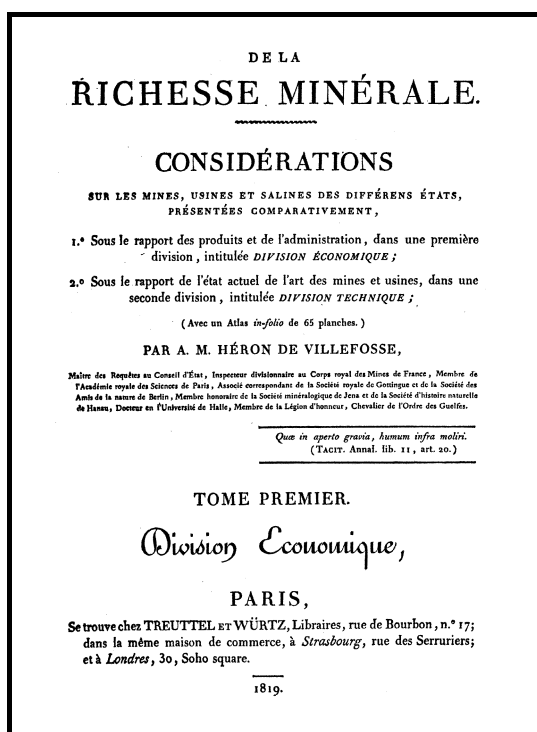 DE LA
RICHESSE MINÉRALE.
CONSIDÉRATIONS
SUR LES MINES, USINES ET SALINES DES DIFFÉRENS ÉTATS,
PRÉSENTÉES COMPARATIVEMENT,
1.º Sous le rapport des produits et de l'administration, dans une première
division, intitulée DIVISION ÉCONOMIQUE;
2.º Sous le rapport de l'état actuel de l'art des mines et usines, dans une
seconde division, intitulée DIVISION TECHNIQUE;
(Avec un Atlas in-folio de 65 planches.)
PAR A. M. HÉRON DE VILLEFOSSE,
Maître des Requêtes au Conseil d'État, Inspecteur divisionnaire au Corps royal des Mines de France, Membre de
l'Académie royale des Sciences de Paris, Associé correspondant de la Société royale de Gottingue et de la Société des
Amis de la nature de Berlin, Membre honoraire de la Société minéralogique de Jena et de la Société d'histoire naturelle
de Hanau, Docteur en l'Université de Halle, Membre de la Légion d'honneur, Chevalier de l'Ordre des Guelfes.
Quæ in aperto gravia, humum infra moliri.
(TACIT. Annal. lib. 11, art. 20.)
TOME PREMIER.
Division Économique,
PARIS,
Se trouve chez TREUTTEL ET WÜRTZ, Libraires, rue de Bourbon, n.º 17;
dans la même maison de commerce, à Strasbourg, rue des Serruriers;
et à Londres, 30, Soho square.
1819.